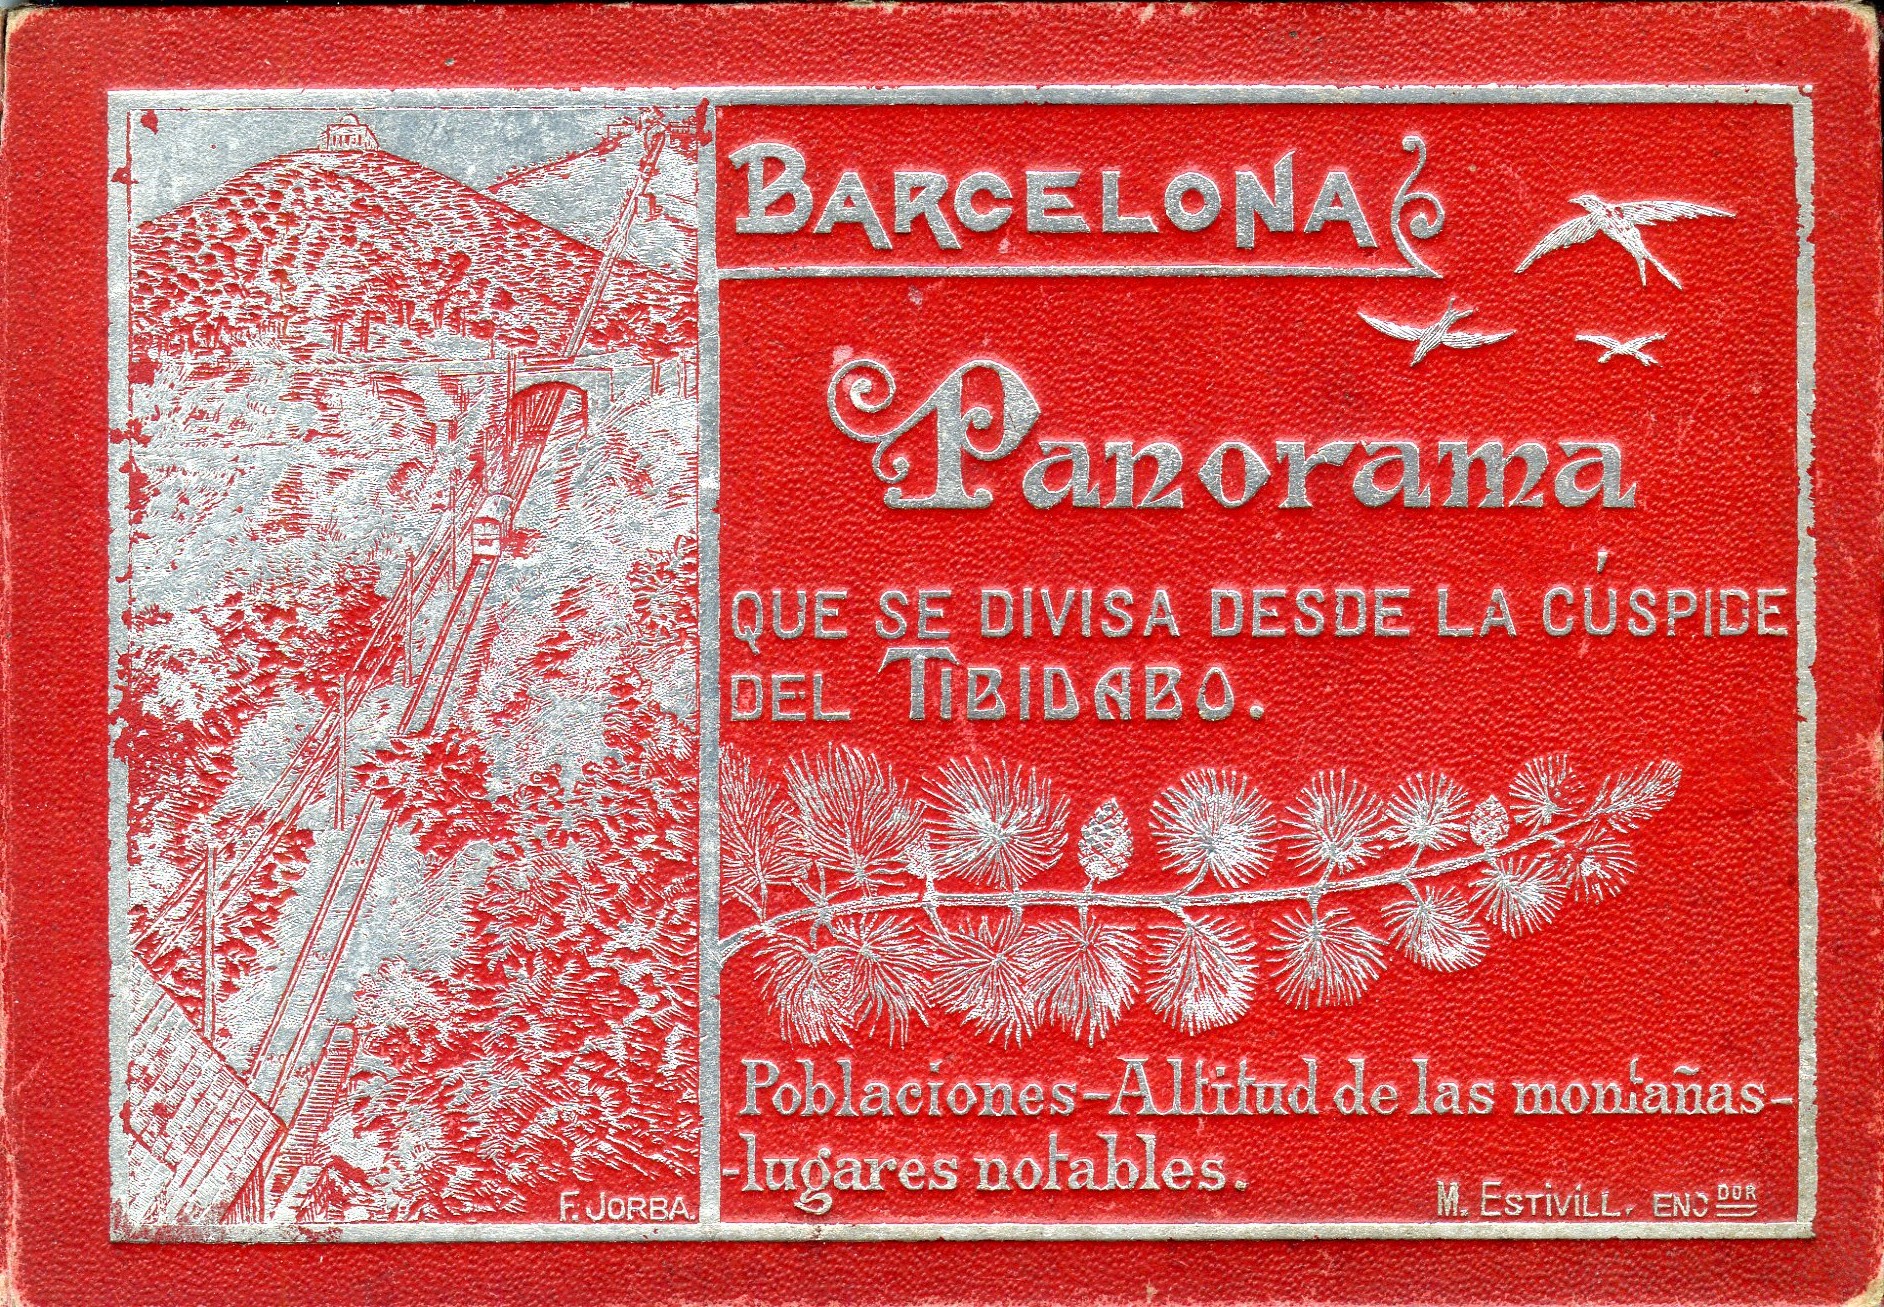 BARCELONA
Panorama
QUE SE DIVISA DESDE LA CÚSPIDE
DEL TIBIDABO.
Poblaciones-Altitud de las montañas-
-lugares notables.
F. JORBA.
M. ESTIVILL, ENC DOR